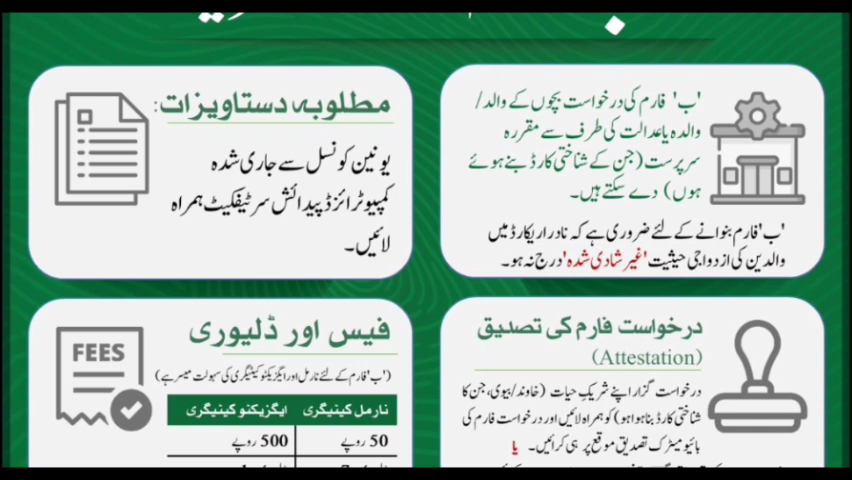 'ب' فارم کی درخواست بچوں کے والد/
والدہ یا عدالت کی طرف سے مقررہ
سرپرست (جن کے شناختی کارڈ بنے ہوئے
ہوں) دے سکتے ہیں۔
'ب' فارم بنوانے کے لئے ضروری ہے کہ نادرا ریکارڈ میں
والدین کی ازدواجی حیثیت 'غیر شادی شدہ' درج نہ ہو۔
مطلوبہ دستاویزات:
یونین کونسل سے جاری شدہ
کمپیوٹرائزڈ پیدائش سرٹیفکیٹ ہمراہ
لائیں۔
درخواست فارم کی تصدیق
(Attestation)
درخواست گزار اپنے شریکِ حیات (خاوند/بیوی، جن کا
شناختی کارڈ بنا ہوا ہو) کو ہمراہ لائیں اور درخواست فارم کی
بائیومیٹرک تصدیق موقع پر ہی کرائیں۔ یا
فیس اور ڈلیوری
('ب' فارم کے لئے نارمل اور ایگزیکٹو کیٹیگری کی سہولت میسر ہے)
نارمل کیٹیگری ایگزیکٹو کیٹیگری
50 روپے 500 روپے
FEES